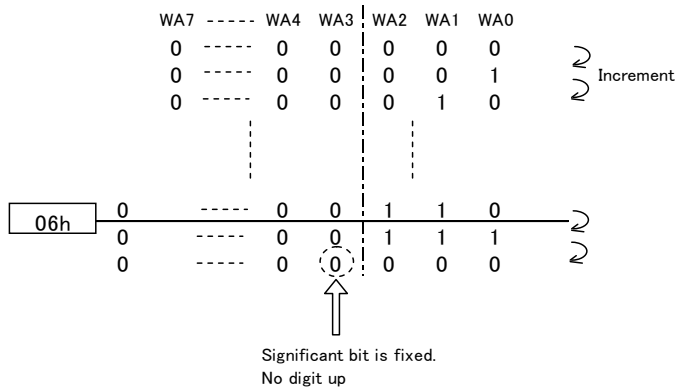 WA7 ----- WA4 WA3 WA2 WA1 WA0
0 ----- 0 0 0 0 0
0 ----- 0 0 0 0 1
Increment
0 ----- 0 0 0 1 0
0 ----- 0 0 1 1 0
06h
0 ----- 0 0 1 1 1
0 ----- 0 0 0 0 0
Significant bit is fixed.
No digit up